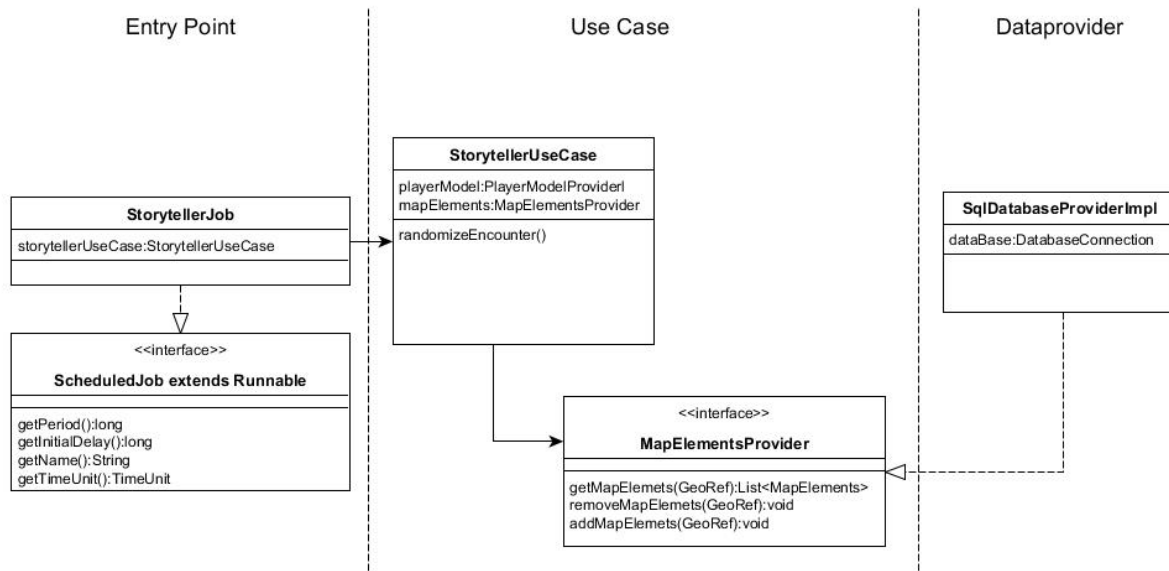 Entry Point
Use Case
Dataprovider
StorytellerUseCase
playerModel:PlayerModelProviderl
mapElements:MapElementsProvider
randomizeEncounter()
StorytellerJob
storytellerUseCase:StorytellerUseCase
SqlDatabaseProviderImpl
dataBase:DatabaseConnection
<<interface>>
ScheduledJob extends Runnable
getPeriod():long
getInitialDelay():long
getName():String
getTimeUnit():TimeUnit
<<interface>>
MapElementsProvider
getMapElemets(GeoRef):List<MapElements>
removeMapElemets(GeoRef):void
addMapElemets(GeoRef):void